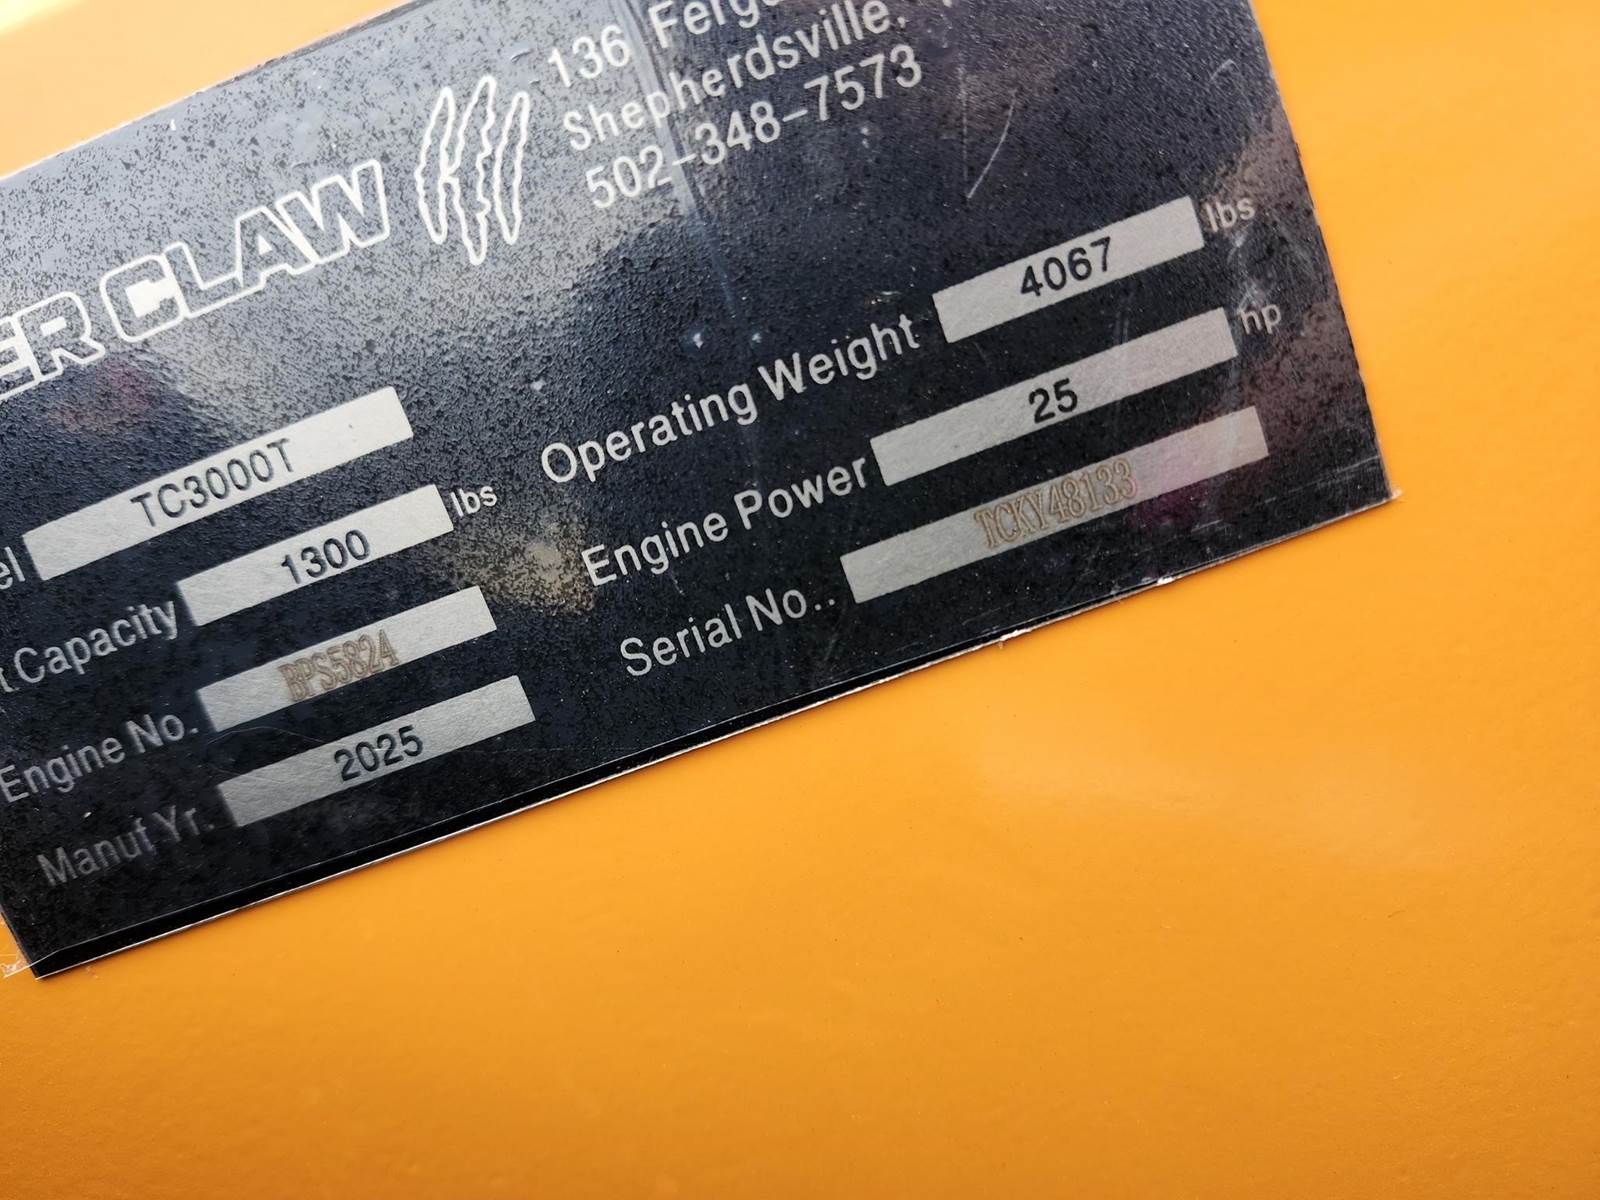 136 Fergu
Shepherdsville,
502-348-7573
ER CLAW
el TC3000T
t Capacity 1300 lbs
Engine No. BPS5824
Manuf Yr. 2025
Operating Weight 4067 lbs
Engine Power 25 hp
Serial No.. TCKY48133